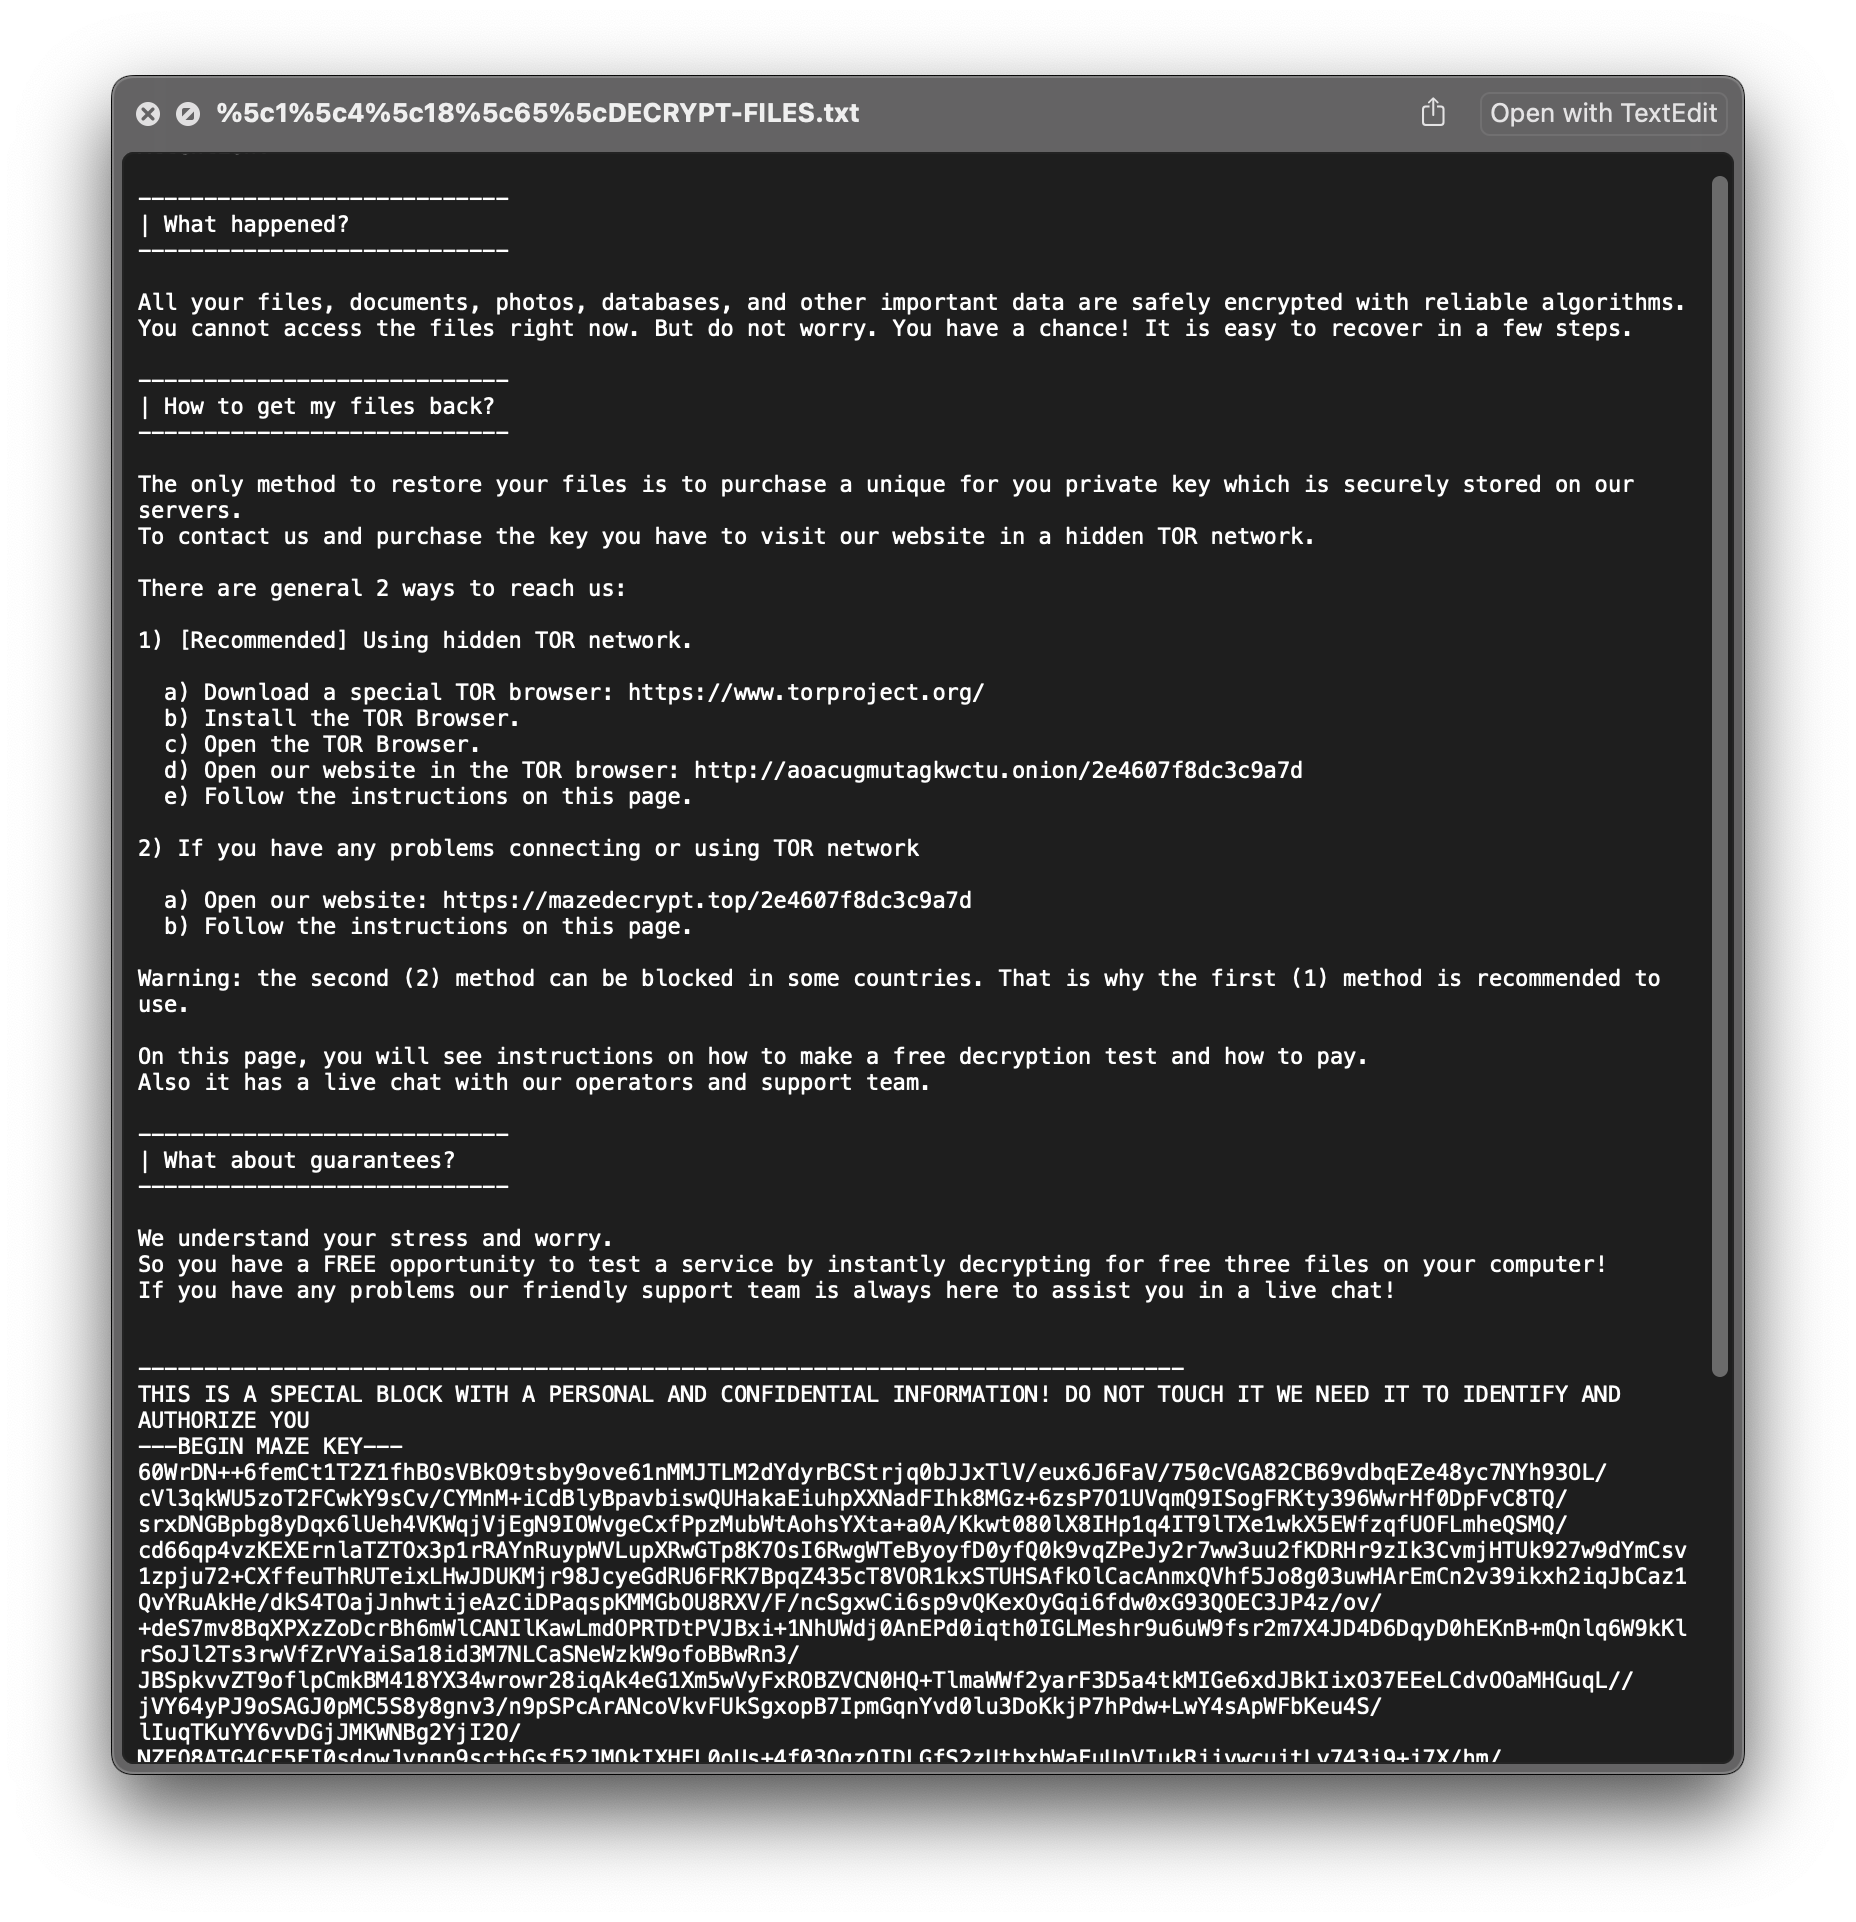 %5c1%5c4%5c18%5c65%5cDECRYPT-FILES.txt
Open with TextEdit
----------------------------
| What happened?
----------------------------
All your files, documents, photos, databases, and other important data are safely encrypted with reliable algorithms.
You cannot access the files right now. But do not worry. You have a chance! It is easy to recover in a few steps.
----------------------------
| How to get my files back?
----------------------------
The only method to restore your files is to purchase a unique for you private key which is securely stored on our
servers.
To contact us and purchase the key you have to visit our website in a hidden TOR network.
There are general 2 ways to reach us:
1) [Recommended] Using hidden TOR network.
a) Download a special TOR browser: https://www.torproject.org/
b) Install the TOR Browser.
c) Open the TOR Browser.
d) Open our website in the TOR browser: http://aoacugmutagkwctu.onion/2e4607f8dc3c9a7d
e) Follow the instructions on this page.
2) If you have any problems connecting or using TOR network
a) Open our website: https://mazedecrypt.top/2e4607f8dc3c9a7d
b) Follow the instructions on this page.
Warning: the second (2) method can be blocked in some countries. That is why the first (1) method is recommended to
use.
On this page, you will see instructions on how to make a free decryption test and how to pay.
Also it has a live chat with our operators and support team.
----------------------------
| What about guarantees?
----------------------------
We understand your stress and worry.
So you have a FREE opportunity to test a service by instantly decrypting for free three files on your computer!
If you have any problems our friendly support team is always here to assist you in a live chat!
-------------------------------------------------------------------------------
THIS IS A SPECIAL BLOCK WITH A PERSONAL AND CONFIDENTIAL INFORMATION! DO NOT TOUCH IT WE NEED IT TO IDENTIFY AND
AUTHORIZE YOU
---BEGIN MAZE KEY---
60WrDN++6femCt1T2Z1fhBOsVBkO9tsby9ove61nMMJTLM2dYdyrBCStrjq0bJJxTlV/eux6J6FaV/750cVGA82CB69vdbqEZe48yc7NYh93OL/
cVl3qkWU5zoT2FCwkY9sCv/CYMnM+iCdBlyBpavbiswQUHakaEiuhpXXNadFIhk8MGz+6zsP7O1UVqmQ9ISogFRKty396WwrHf0DpFvC8TQ/
srxDNGBpbg8yDqx6lUeh4VKWqjVjEgN9IOWvgeCxfPpzMubWtAohsYXta+a0A/Kkwt080lX8IHp1q4IT9lTXe1wkX5EWfzqfUOFLmheQSMQ/
cd66qp4vzKEXErnlaTZTOx3p1rRAYnRuypWVLupXRwGTp8K7OsI6RwgWTeByoyfD0yfQ0k9vqZPeJy2r7ww3uu2fKDRHr9zIk3CvmjHTUk927w9dYmCsv
1zpju72+CXffeuThRUTeixLHwJDUKMjr98JcyeGdRU6FRK7BpqZ435cT8VOR1kxSTUHSAfkOlCacAnmxQVhf5Jo8g03uwHArEmCn2v39ikxh2iqJbCaz1
QvYRuAkHe/dkS4TOajJnhwtijeAzCiDPaqspKMMGbOU8RXV/F/ncSgxwCi6sp9vQKexOyGqi6fdw0xG93QOEC3JP4z/ov/
+deS7mv8BqXPXzZoDcrBh6mWlCANIlKawLmdOPRTDtPVJBxi+1NhUWdj0AnEPd0iqth0IGLMeshr9u6uW9fsr2m7X4JD4D6DqyD0hEKnB+mQnlq6W9kKl
rSoJl2Ts3rwVfZrVYaiSa18id3M7NLCaSNeWzkW9ofoBBwRn3/
JBSpkvvZT9oflpCmkBM418YX34wrowr28iqAk4eG1Xm5wVyFxROBZVCN0HQ+TlmaWWf2yarF3D5a4tkMIGe6xdJBkIixO37EEeLCdvOOaMHGuqL//
jVY64yPJ9oSAGJ0pMC5S8y8gnv3/n9pSPcArANcoVkvFUkSgxopB7IpmGqnYvd0lu3DoKkjP7hPdw+LwY4sApWFbKeu4S/
lIuqTKuYY6vvDGjJMKWNBg2YjI2O/